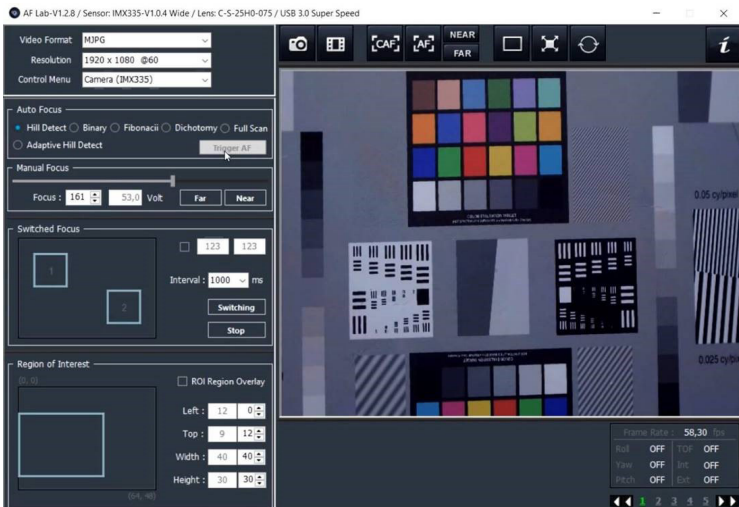 AF Lab-V1.2.8 / Sensor: IMX335-V1.0.4 Wide / Lens: C-S-25H0-075 / USB 3.0 Super Speed
Video Format MJPG
Resolution 1920 x 1080 @60
Control Menu Camera (IMX335)
Auto Focus
Hill Detect Binary Fibonacii Dichotomy Full Scan
Adaptive Hill Detect Trigger AF
Manual Focus
Focus : 161 53,0 Volt Far Near
Switched Focus
1
2
123 123
Interval : 1000 ms
Switching
Stop
Region of Interest
(0, 0)
ROI Region Overlay
Left : 12 0
Top : 9 12
Width : 40 40
Height : 30 30
(64, 48)
[CAF] [AF] NEAR
FAR
i
0.05 cy/pixel
0.025 cy/pi
Frame Rate : 58,30 fps
Roll OFF TOF OFF
Yaw OFF Int OFF
Pitch OFF Ext OFF
1 2 3 4 5